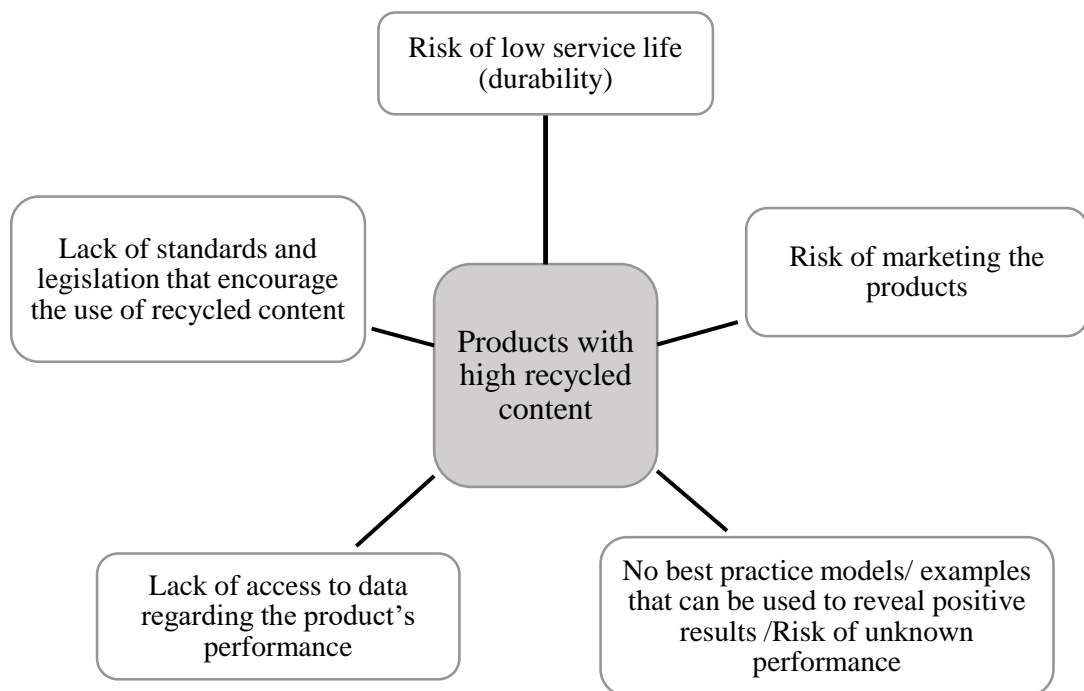 Risk of low service life
(durability)
Lack of standards and
legislation that encourage
the use of recycled content
Risk of marketing the
products
Products with
high recycled
content
Lack of access to data
regarding the product’s
performance
No best practice models/ examples
that can be used to reveal positive
results /Risk of unknown
performance